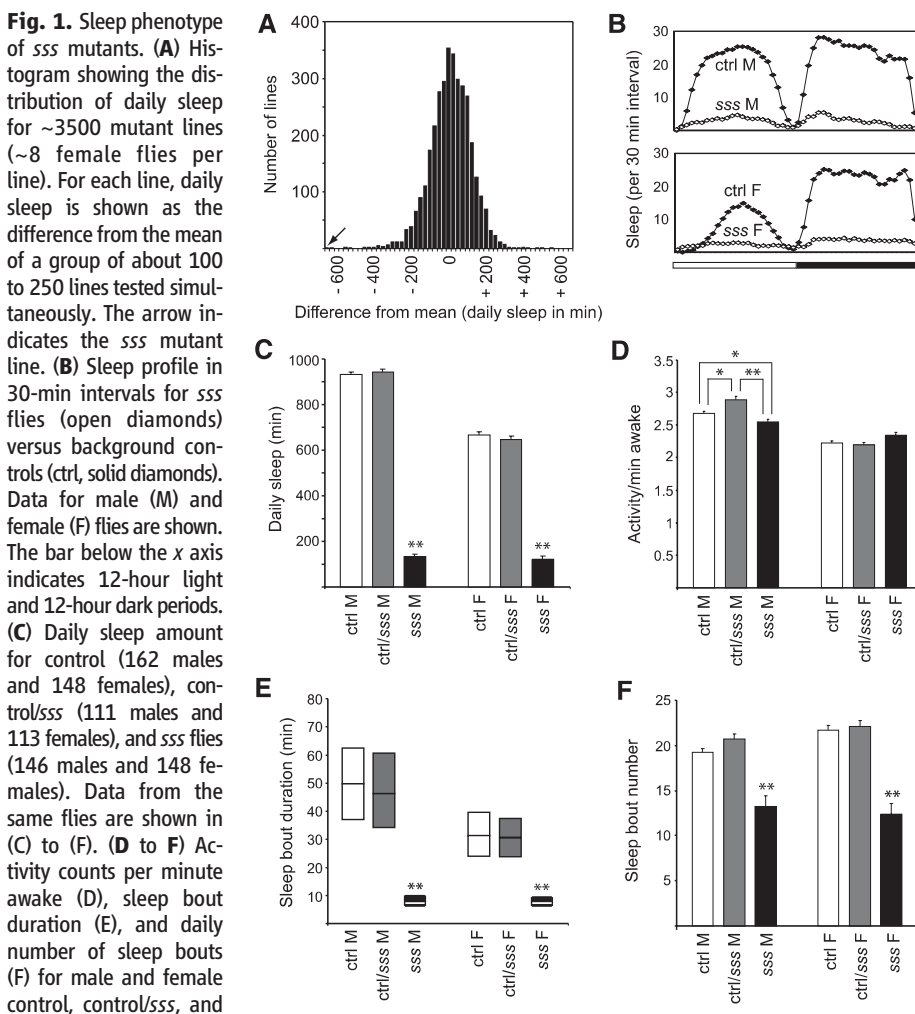 Fig. 1. Sleep phenotype
of sss mutants. (A) His-
togram showing the dis-
tribution of daily sleep
for ~3500 mutant lines
(~8 female flies per
line). For each line, daily
sleep is shown as the
difference from the mean
of a group of about 100
to 250 lines tested simul-
taneously. The arrow in-
dicates the sss mutant
line. (B) Sleep profile in
30-min intervals for sss
flies (open diamonds)
versus background con-
trols (ctrl, solid diamonds).
Data for male (M) and
female (F) flies are shown.
The bar below the x axis
indicates 12-hour light
and 12-hour dark periods.
(C) Daily sleep amount
for control (162 males
and 148 females), con-
trol/sss (111 males and
113 females), and sss flies
(146 males and 148 fe-
males). Data from the
same flies are shown in
(C) to (F). (D to F) Ac-
tivity counts per minute
awake (D), sleep bout
duration (E), and daily
number of sleep bouts
(F) for male and female
control, control/sss, and
A
Number of lines
400
300
200
100
- 600
- 400
- 200
0
+ 200
+ 400
+ 600
Difference from mean (daily sleep in min)
B
Sleep (per 30 min interval)
30
20
10
ctrl M
sss M
30
20
10
ctrl F
sss F
C
Daily sleep (min)
1000
800
600
400
200
**
**
ctrl M
ctrl/sss M
sss M
ctrl F
ctrl/sss F
sss F
D
Activity/min awake
3.5
3
2.5
2
1.5
1
0.5
*
*
**
ctrl M
ctrl/sss M
sss M
ctrl F
ctrl/sss F
sss F
E
Sleep bout duration (min)
80
70
60
50
40
30
20
10
**
**
ctrl M
ctrl/sss M
sss M
ctrl F
ctrl/sss F
sss F
F
Sleep bout number
25
20
15
10
5
**
**
ctrl M
ctrl/sss M
sss M
ctrl F
ctrl/sss F
sss F